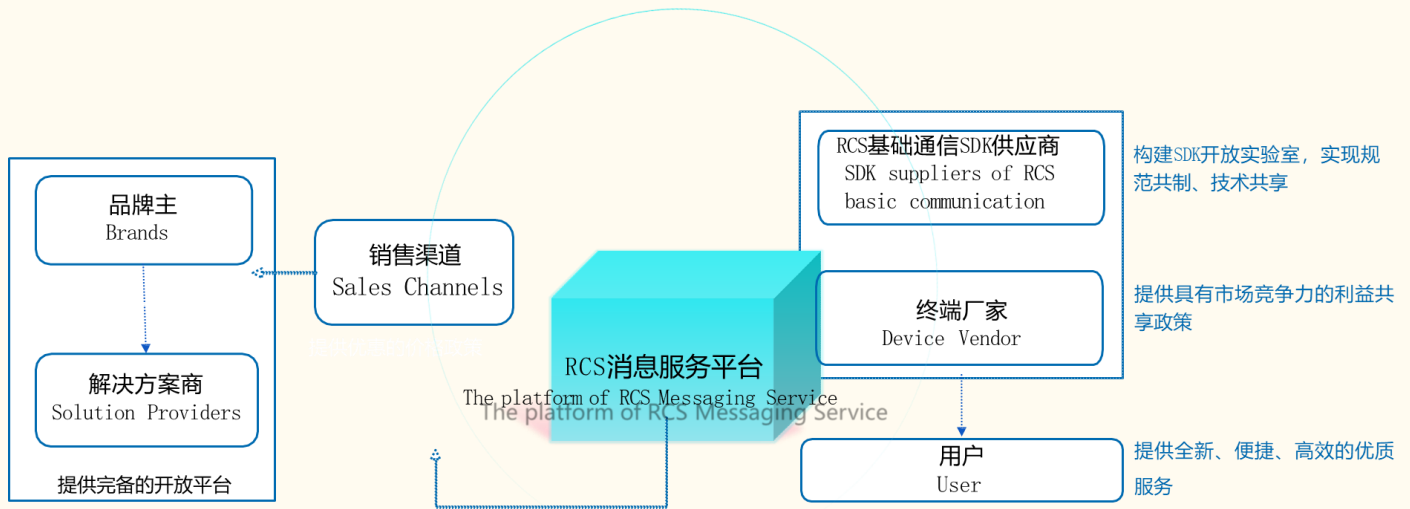 品牌主
Brands
解决方案商
Solution Providers
提供完备的开放平台
销售渠道
Sales Channels
RCS消息服务平台
The platform of RCS Messaging Service
The platform of RCS Messaging Service
RCS基础通信SDK供应商
SDK suppliers of RCS
basic communication
构建SDK开放实验室，实现规
范共制、技术共享
终端厂家
Device Vendor
提供具有市场竞争力的利益共
享政策
用户
User
提供全新、便捷、高效的优质
服务